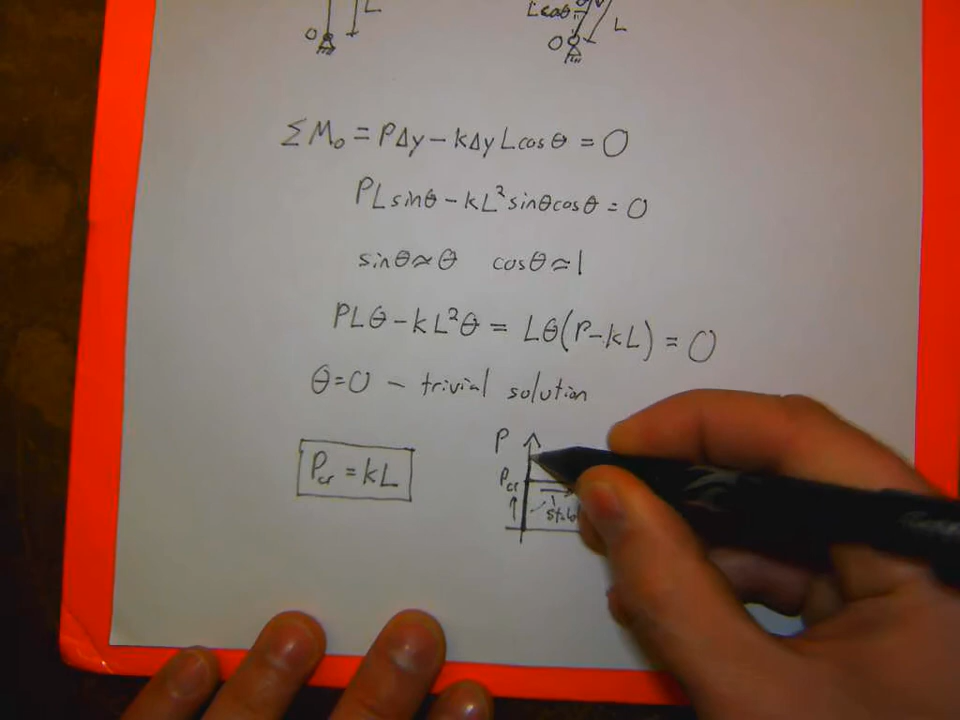 L Lcosθ
O O L
ΣMₒ = PΔy - kΔy Lcosθ = 0
PLsinθ - kL²sinθcosθ = 0
sinθ ≃ θ cosθ ≃ 1
PLθ - kL²θ = Lθ(P-kL) = 0
θ=0 - trivial solution
P
Pcr = kL Pcr